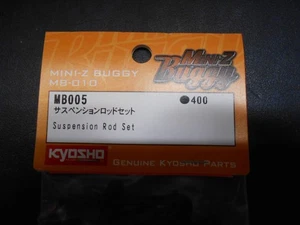 MINI-Z BUGGY
MB-010
MINI-Z
Buggy
MB005
●400
サスペンションロッドセット
Suspension Rod Set
KYOSHO
GENUINE KYOSHO PARTS